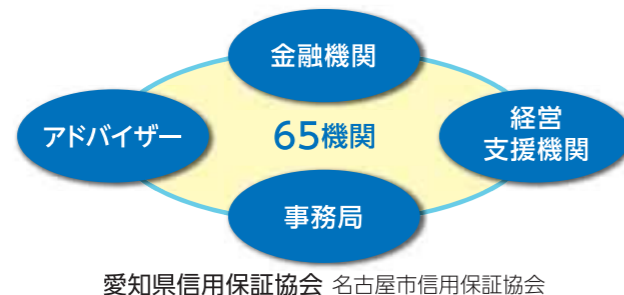 金融機関
アドバイザー
65機関
経営
支援機関
事務局
愛知県信用保証協会 名古屋市信用保証協会